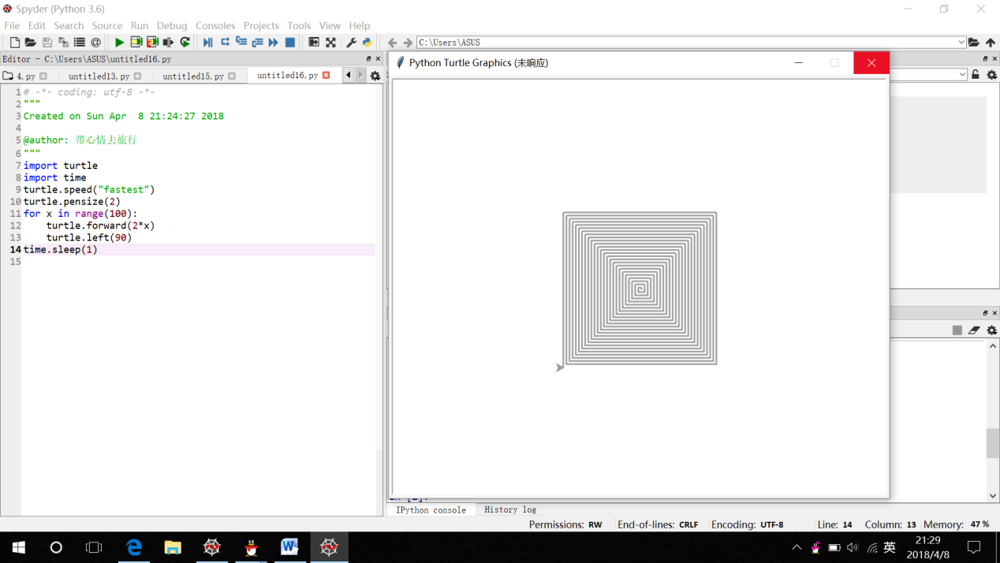 Spyder (Python 3.6)
File Edit Search Source Run Debug Consoles Projects Tools View Help
C:\Users\ASUS
Editor - C:\Users\ASUS\untitled16.py
4.py untitled13.py untitled15.py untitled16.py
1 # -*- coding: utf-8 -*-
2 """
3 Created on Sun Apr  8 21:24:27 2018
4
5 @author: 带心情去旅行
6 """
7 import turtle
8 import time
9 turtle.speed("fastest")
10 turtle.pensize(2)
11 for x in range(100):
12     turtle.forward(2*x)
13     turtle.left(90)
14 time.sleep(1)
15
Python Turtle Graphics (未响应)
IPython console History log
Permissions: RW End-of-lines: CRLF Encoding: UTF-8 Line: 14 Column: 13 Memory: 47 %
英
21:29
2018/4/8